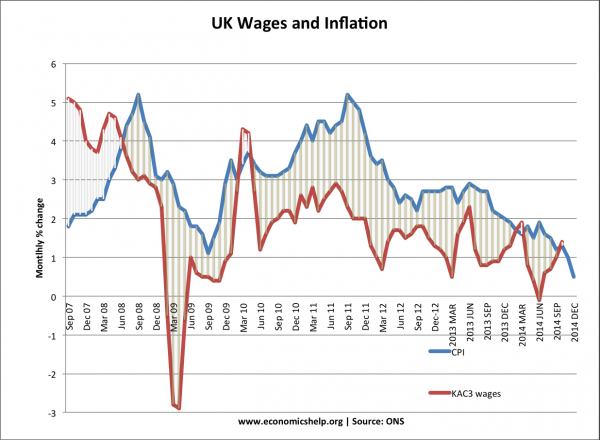 UK Wages and Inflation
Monthly % change
6
5
4
3
2
1
0
-1
-2
-3
Sep 07
Dec 07
Mar 08
Jun 08
Sep 08
Dec 08
Mar 09
Jun 09
Sep 09
Dec 09
Mar 10
Jun 10
Sep 10
Dec 10
Mar 11
Jun 11
Sep 11
Dec 11
Mar 12
Jun 12
Sep 12
Dec-12
2013 MAR
2013 JUN
2013 SEP
2013 DEC
2014 MAR
2014 JUN
2014 SEP
2014 DEC
CPI
KAC3 wages
www.economicshelp.org | Source: ONS